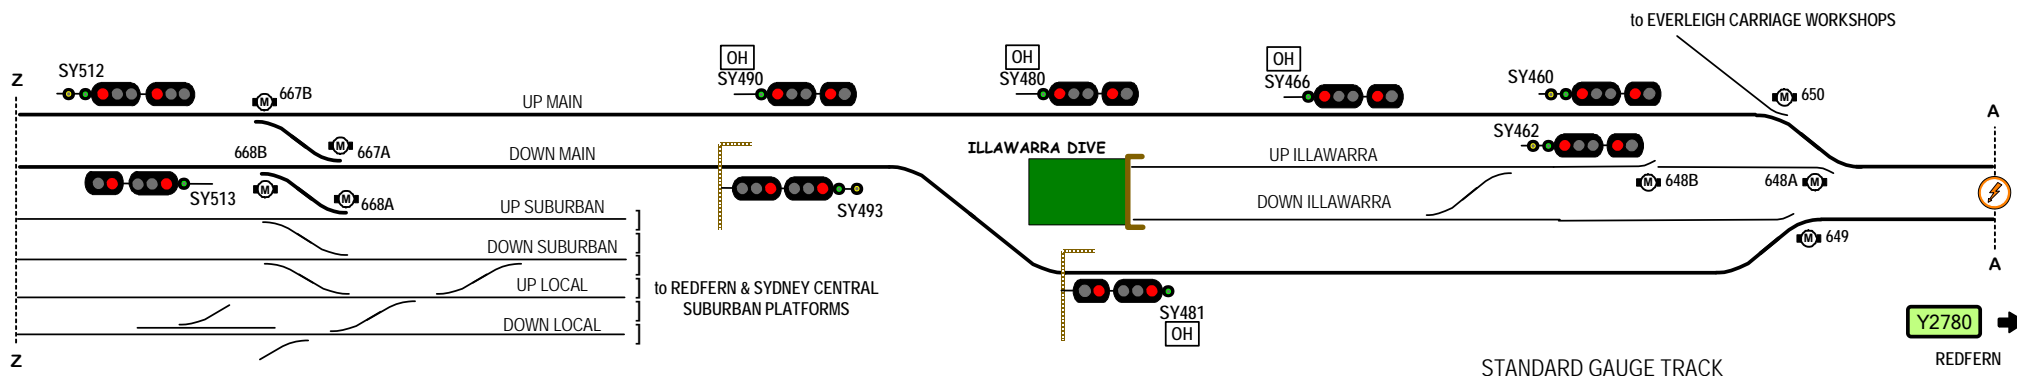 to EVERLEIGH CARRIAGE WORKSHOPS
OH
OH
OH
SY512
SY490
SY480
SY466
SY460
Z
667B
M
UP MAIN
M
650
A
SY462
668B
M
667A
DOWN MAIN
ILLAWARRA DIVE
UP ILLAWARRA
SY513
M
M
668A
SY493
M
648B
648A
M
UP SUBURBAN
DOWN ILLAWARRA
DOWN SUBURBAN
M
649
A
UP LOCAL
to REDFERN & SYDNEY CENTRAL
SUBURBAN PLATFORMS
DOWN LOCAL
SY481
OH
Y2780
Z
STANDARD GAUGE TRACK
REDFERN